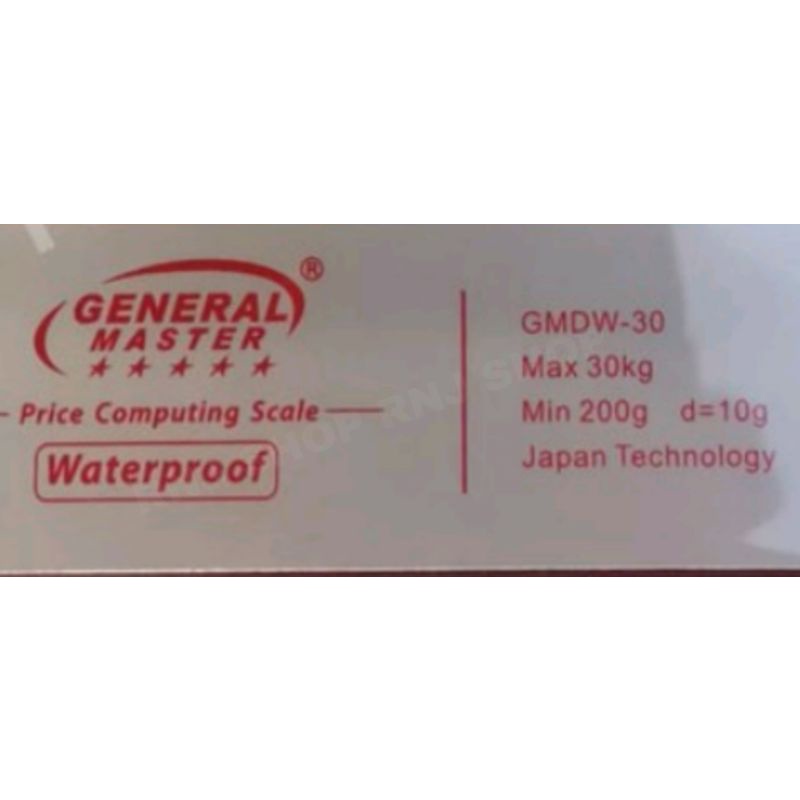 GENERAL ®
MASTER
★★★★★
Price Computing Scale
Waterproof
GMDW-30
Max 30kg
Min 200g d=10g
Japan Technology